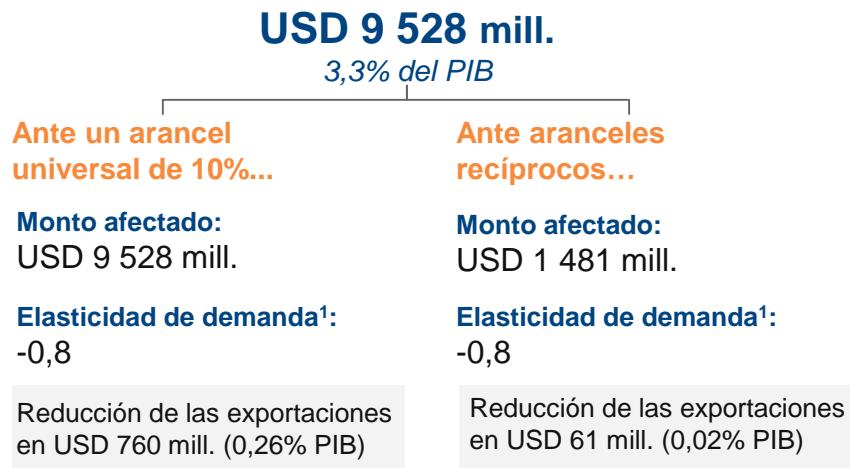 USD 9 528 mill.
3,3% del PIB
Ante un arancel
universal de 10%...
Monto afectado:
USD 9 528 mill.
Elasticidad de demanda¹:
-0,8
Reducción de las exportaciones
en USD 760 mill. (0,26% PIB)
Ante aranceles
recíprocos…
Monto afectado:
USD 1 481 mill.
Elasticidad de demanda¹:
-0,8
Reducción de las exportaciones
en USD 61 mill. (0,02% PIB)